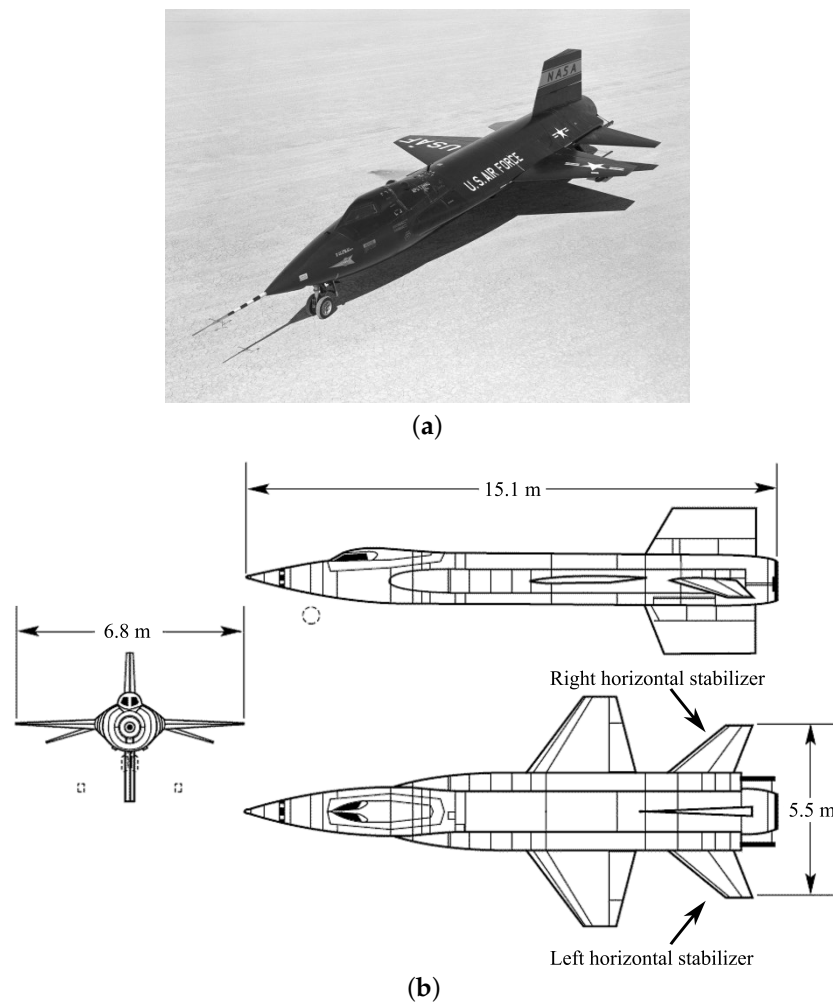 NASA
USAF
U.S. AIR FORCE
(a)
15.1 m
6.8 m
Right horizontal stabilizer
5.5 m
Left horizontal stabilizer
(b)